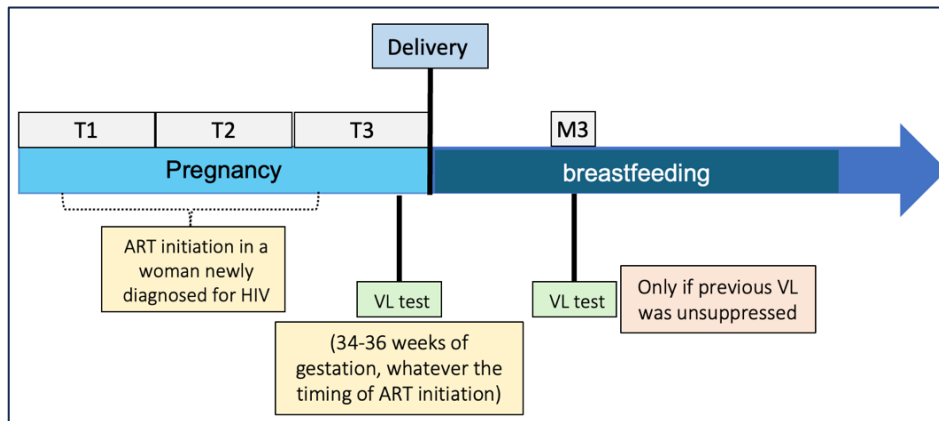 Delivery
T1
T2
T3
M3
Pregnancy
breastfeeding
ART initiation in a
woman newly
diagnosed for HIV
VL test
(34-36 weeks of
gestation, whatever the
timing of ART initiation)
VL test
Only if previous VL
was unsuppressed